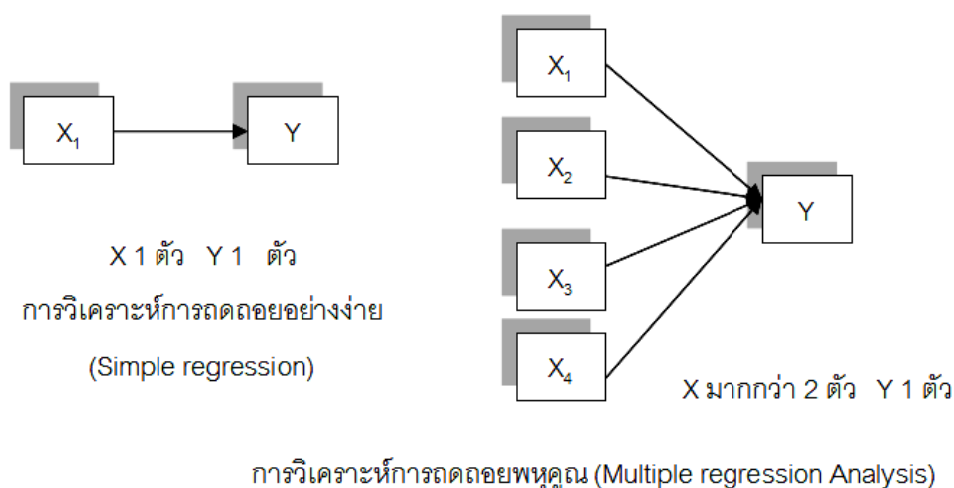 X₁
Y
X 1 ตัว Y 1 ตัว
การวิเคราะห์การถดถอยอย่างง่าย
(Simple regression)
X₁
X₂
X₃
X₄
Y
X มากกว่า 2 ตัว Y 1 ตัว
การวิเคราะห์การถดถอยพหุคูณ (Multiple regression Analysis)